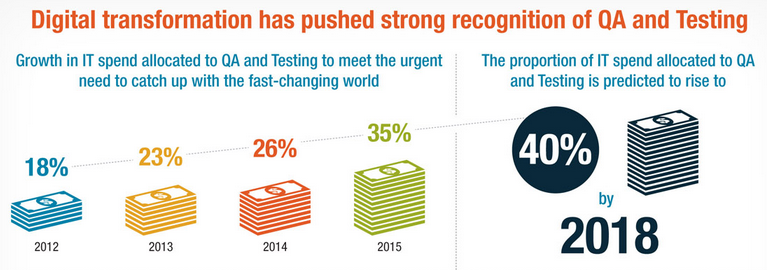 Digital transformation has pushed strong recognition of QA and Testing
Growth in IT spend allocated to QA and Testing to meet the urgent
need to catch up with the fast-changing world
18%
23%
26%
35%
2012
2013
2014
2015
The proportion of IT spend allocated to QA
and Testing is predicted to rise to
40%
by
2018